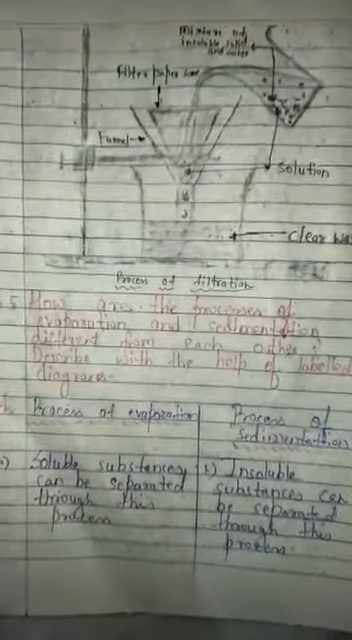 Mixture of
insoluble solid
and water
Filter paper cone
Funnel
Solution
clear wa
Process of filtration
5 How are the processes of
evaporation and sedimentation
different from each other?
Describe with the help of labelled
diagrams.
Process of evaporation
Process of
sedimentation
Soluble substances
can be separated
through this
process
1) Insoluble
substances can
be separated
through this
process.